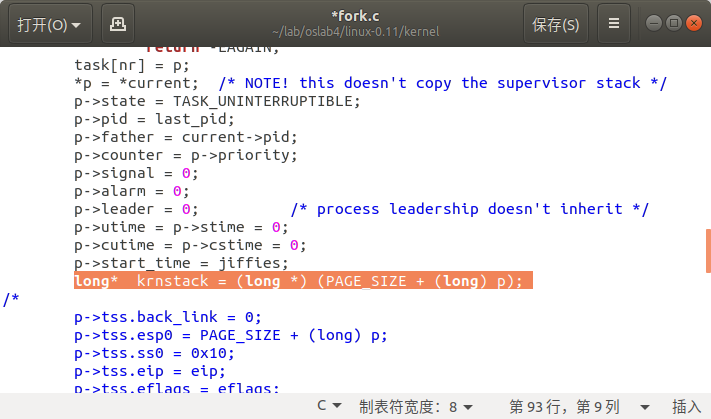 打开(O)
*fork.c
~/lab/oslab4/linux-0.11/kernel
保存(S)
return -EAGAIN;
task[nr] = p;
*p = *current;  /* NOTE! this doesn't copy the supervisor stack */
p->state = TASK_UNINTERRUPTIBLE;
p->pid = last_pid;
p->father = current->pid;
p->counter = p->priority;
p->signal = 0;
p->alarm = 0;
p->leader = 0;          /* process leadership doesn't inherit */
p->utime = p->stime = 0;
p->cutime = p->cstime = 0;
p->start_time = jiffies;
long*  krnstack = (long *) (PAGE_SIZE + (long) p);
/*
p->tss.back_link = 0;
p->tss.esp0 = PAGE_SIZE + (long) p;
p->tss.ss0 = 0x10;
p->tss.eip = eip;
p->tss.eflags = eflags;
C 制表符宽度：8 第 93 行，第 9 列 插入